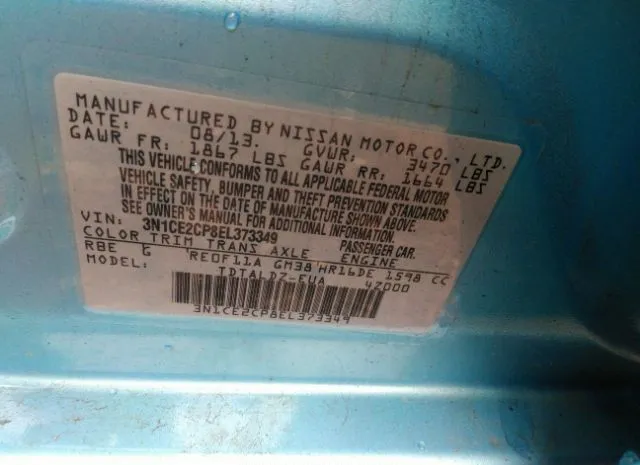 MANUFACTURED BY NISSAN MOTOR CO., LTD.
DATE: 08/13. GVWR: 3470 LBS
GAWR FR: 1867 LBS GAWR RR: 1664 LBS
THIS VEHICLE CONFORMS TO ALL APPLICABLE FEDERAL MOTOR
VEHICLE SAFETY, BUMPER AND THEFT PREVENTION STANDARDS
IN EFFECT ON THE DATE OF MANUFACTURE SHOWN ABOVE.
SEE OWNER'S MANUAL FOR ADDITIONAL INFORMATION.
VIN: 3N1CE2CP8EL373349 PASSENGER CAR.
COLOR TRIM TRANS AXLE ENGINE
RBE G RE0F11A GM38 HR16DE 1598 CC
MODEL: TDTALD7-EUA 47000
3N1CE2CP8EL373349